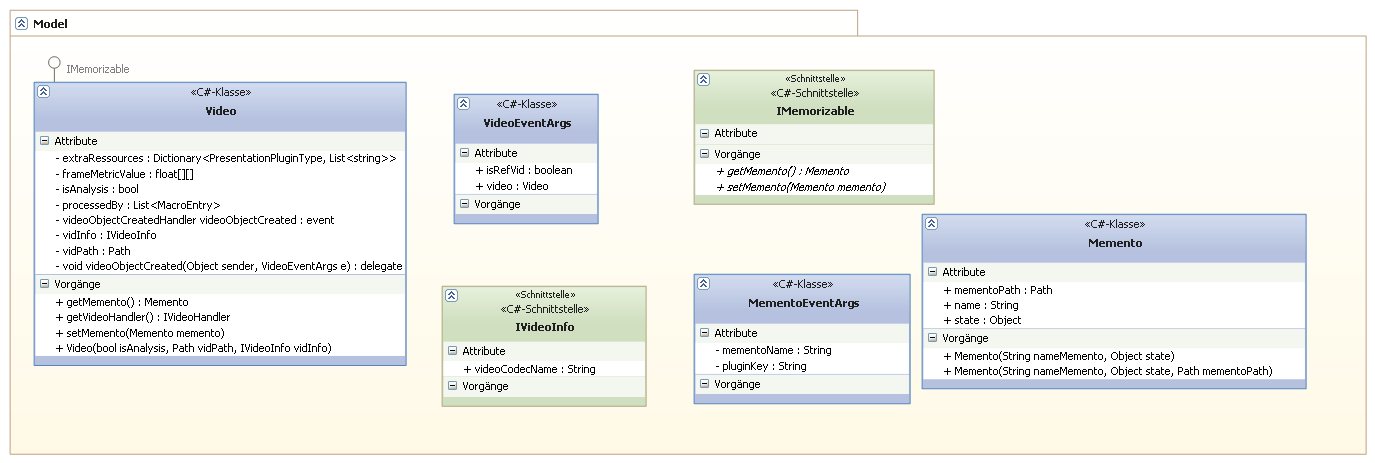 Model
IMemorizable
«C#-Klasse»
Video
Attribute
- extraRessources : Dictionary<PresentationPluginType, List<string>>
- frameMetricValue : float[][]
- isAnalysis : bool
- processedBy : List<MacroEntry>
- videoObjectCreatedHandler videoObjectCreated : event
- vidInfo : IVideoInfo
- vidPath : Path
- void videoObjectCreated(Object sender, VideoEventArgs e) : delegate
Vorgänge
+ getMemento() : Memento
+ getVideoHandler() : IVideoHandler
+ setMemento(Memento memento)
+ Video(bool isAnalysis, Path vidPath, IVideoInfo vidInfo)
«C#-Klasse»
VideoEventArgs
Attribute
+ isRefVid : boolean
+ video : Video
Vorgänge
«Schnittstelle»
«C#-Schnittstelle»
IVideoInfo
Attribute
+ videoCodecName : String
Vorgänge
«Schnittstelle»
«C#-Schnittstelle»
IMemorizable
Attribute
Vorgänge
+ getMemento() : Memento
+ setMemento(Memento memento)
«C#-Klasse»
MementoEventArgs
Attribute
- mementoName : String
- pluginKey : String
Vorgänge
«C#-Klasse»
Memento
Attribute
+ mementoPath : Path
+ name : String
+ state : Object
Vorgänge
+ Memento(String nameMemento, Object state)
+ Memento(String nameMemento, Object state, Path mementoPath)